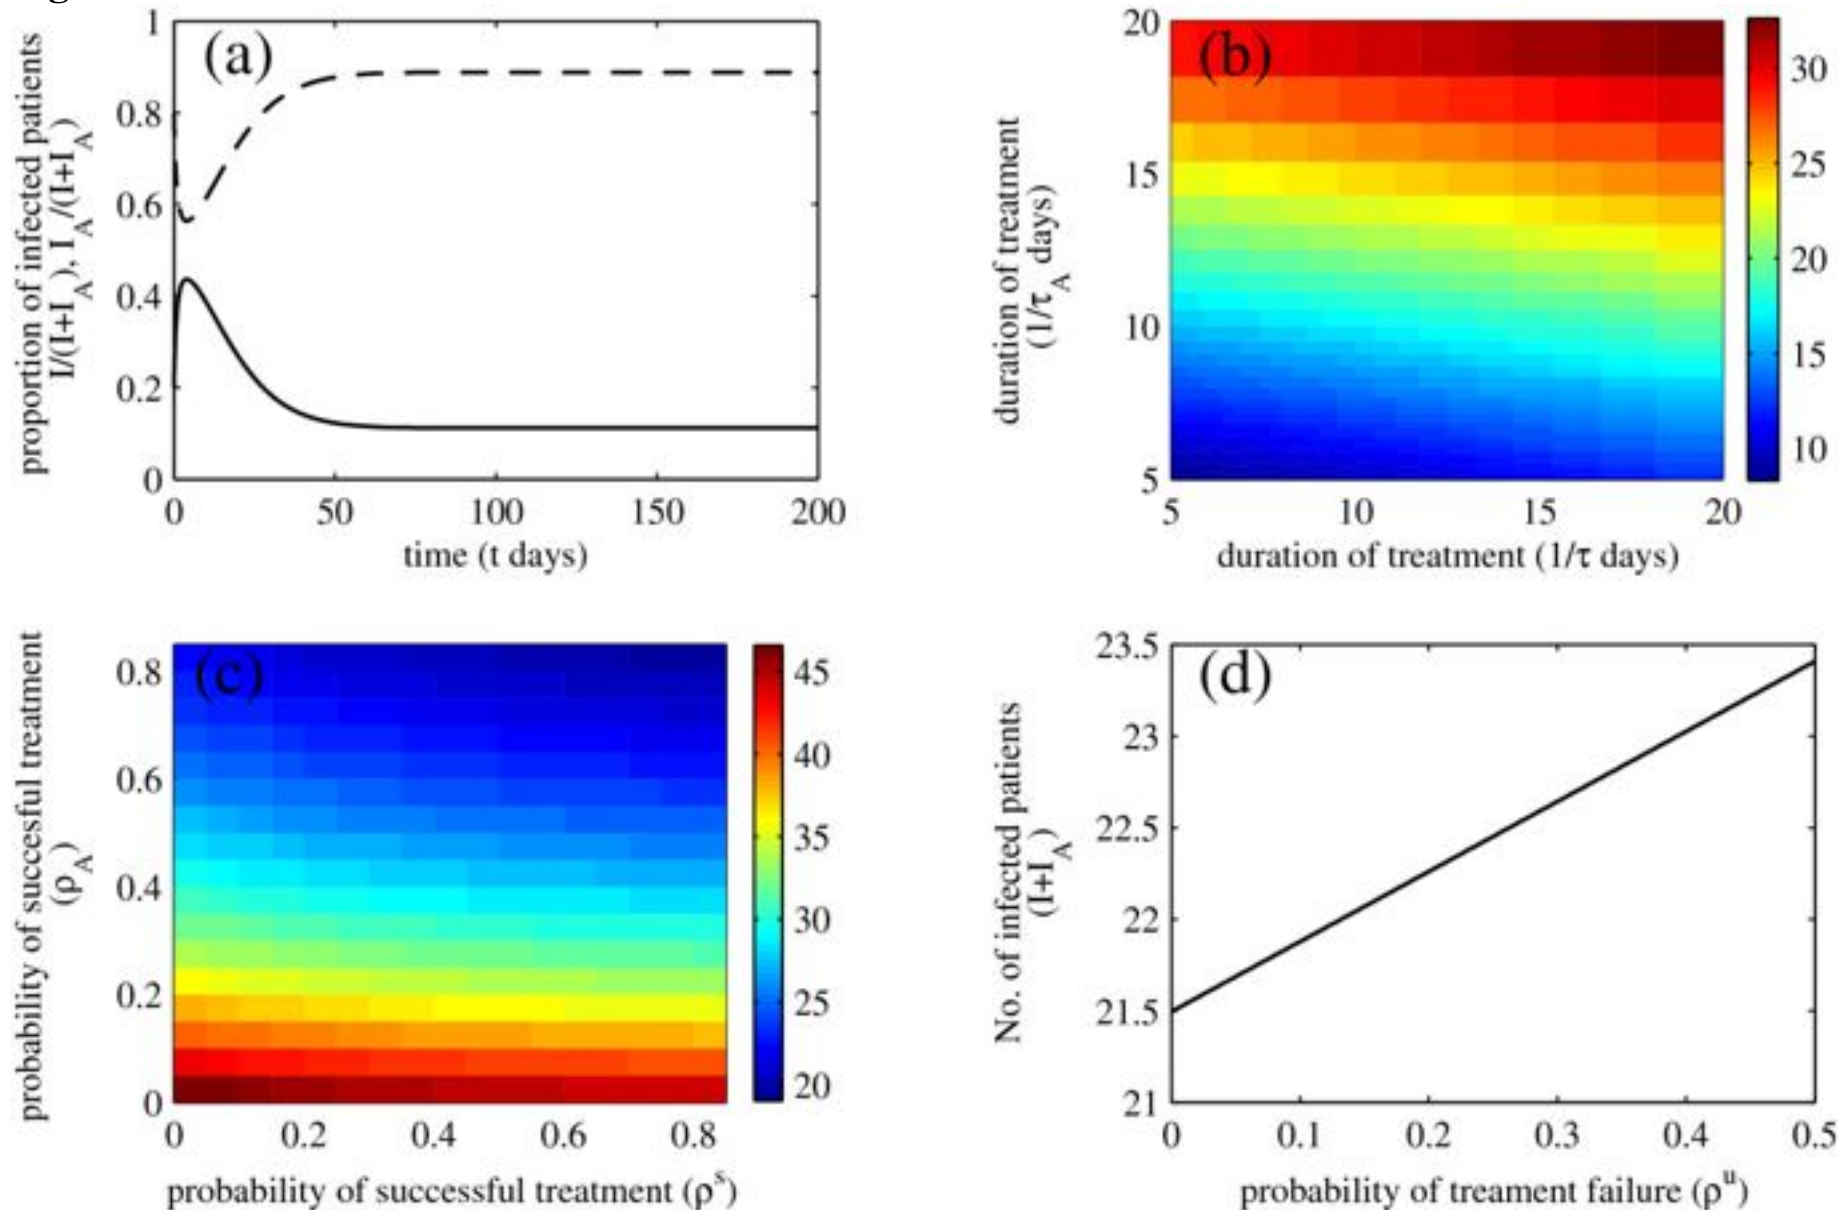 (a)
1
0.8
0.6
0.4
0.2
0
0 50 100 150 200
time (t days)
proportion of infected patients
I/(I+I_A), I_A/(I+I_A)
(b)
20
15
10
5
5 10 15 20
duration of treatment (1/τ days)
duration of treatment
(1/τ_A days)
30
25
20
15
10
(c)
0.8
0.6
0.4
0.2
0
0 0.2 0.4 0.6 0.8
probability of successful treatment (ρ^s)
probability of succesful treatment
(ρ_A)
45
40
35
30
25
20
(d)
23.5
23
22.5
22
21.5
21
0 0.1 0.2 0.3 0.4 0.5
probability of treament failure (ρ^u)
No. of infected patients
(I+I_A)